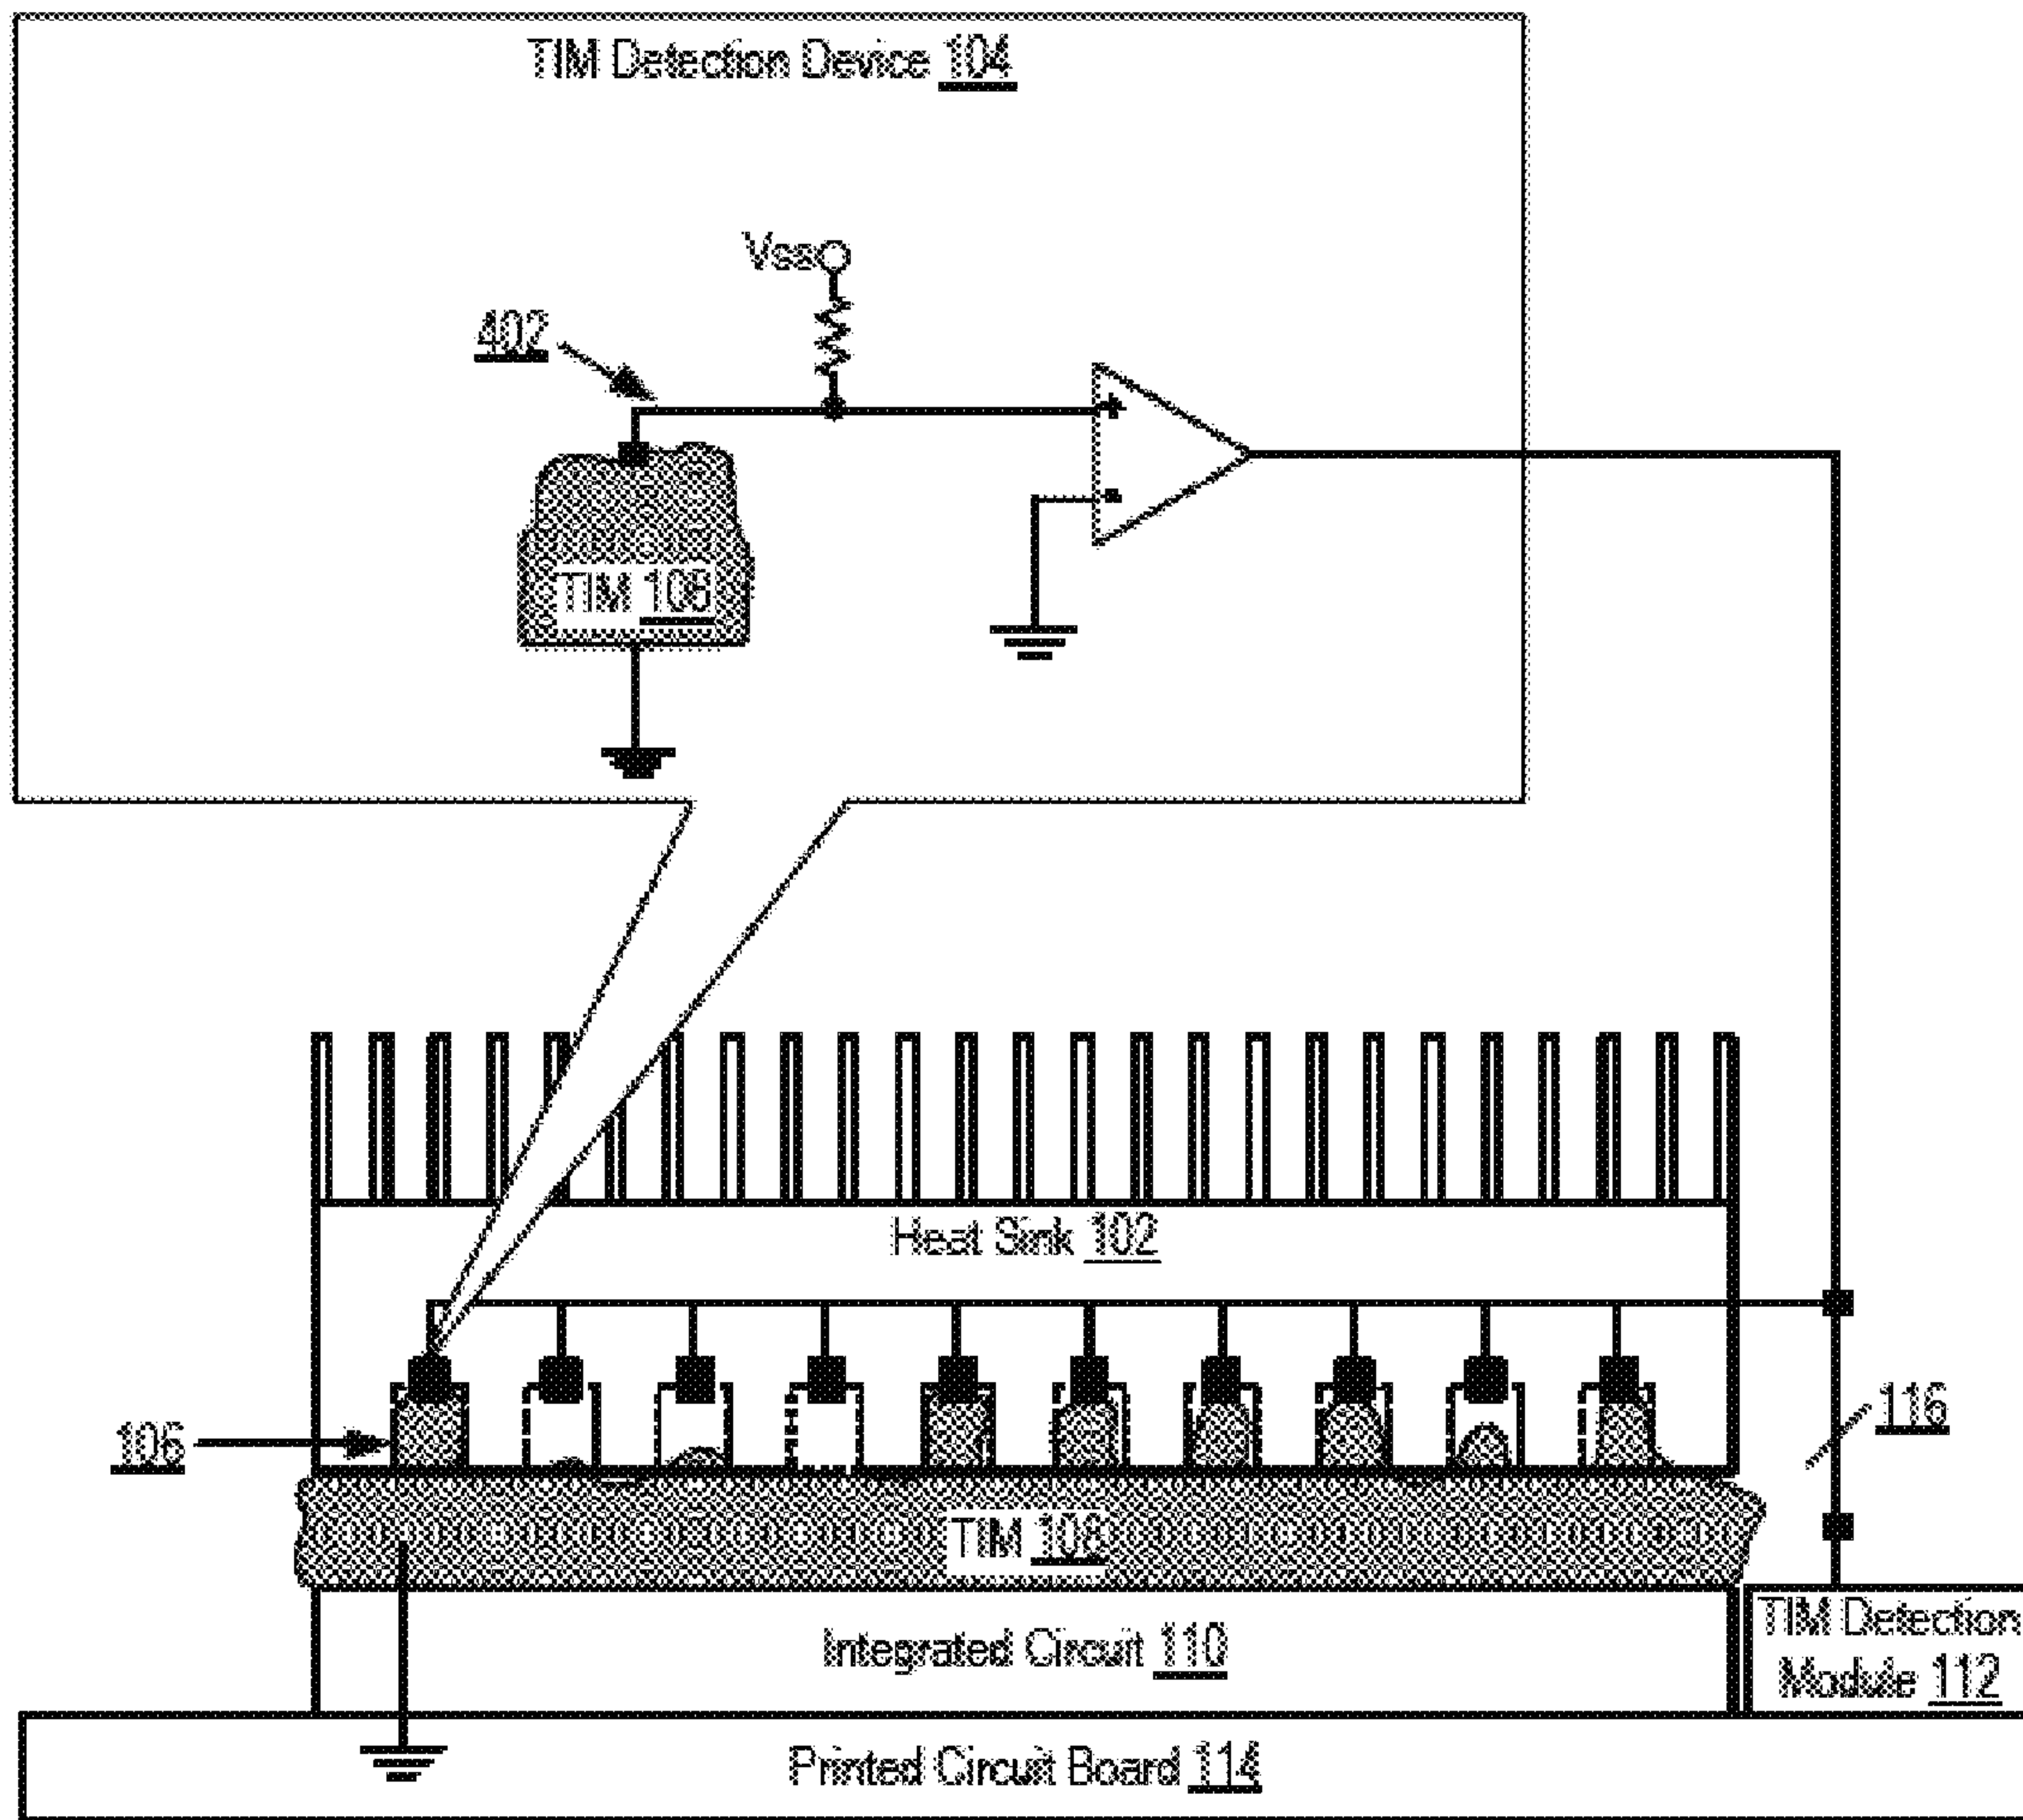 TIM Detection Device 104
Vss
402
TIM 108
Heat Sink 102
106
116
TIM 108
TIM Detection
Module 112
Integrated Circuit 110
Printed Circuit Board 114